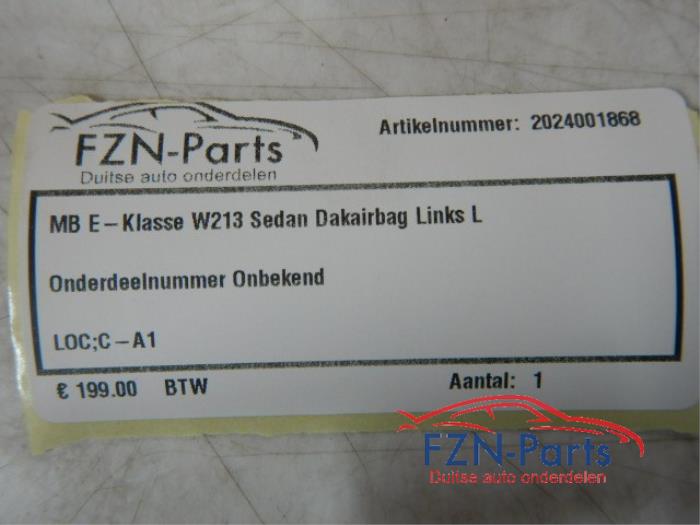 FZN-Parts
Duitse auto onderdelen
Artikelnummer: 2024001868
MB E-Klasse W213 Sedan Dakairbag Links L
Onderdeelnummer Onbekend
LOC;C-A1
€ 199.00 BTW
Aantal: 1
FZN-Parts
Duitse auto onderdelen